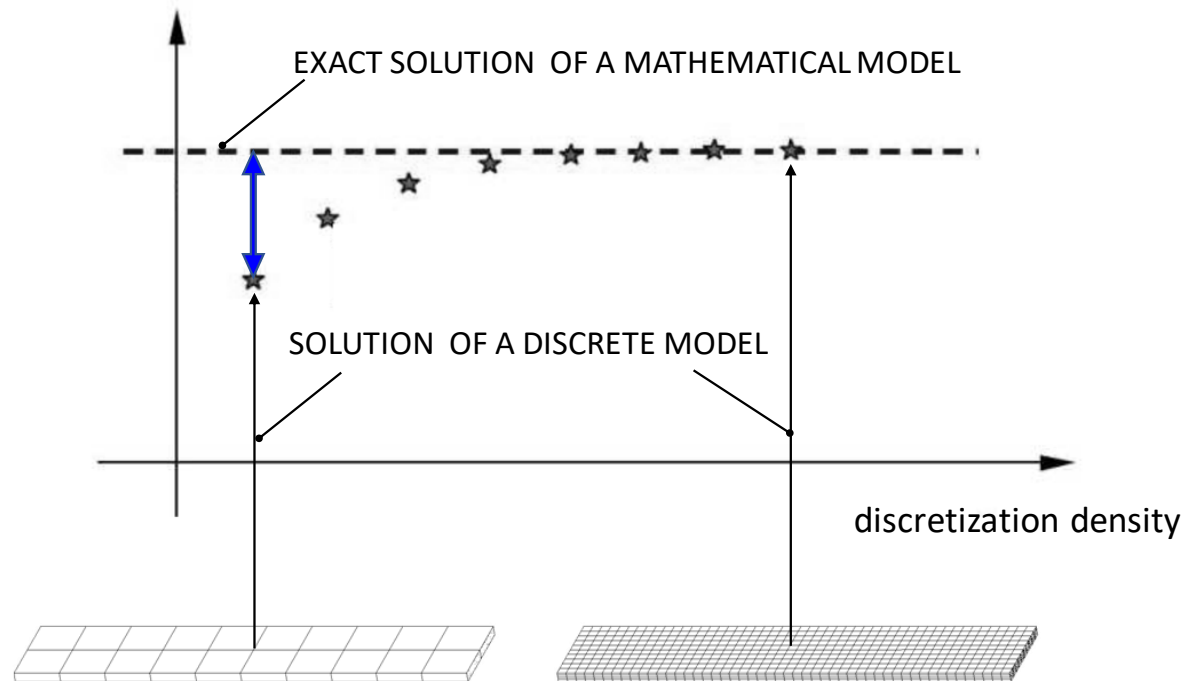 EXACT SOLUTION OF A MATHEMATICAL MODEL
SOLUTION OF A DISCRETE MODEL
discretization density